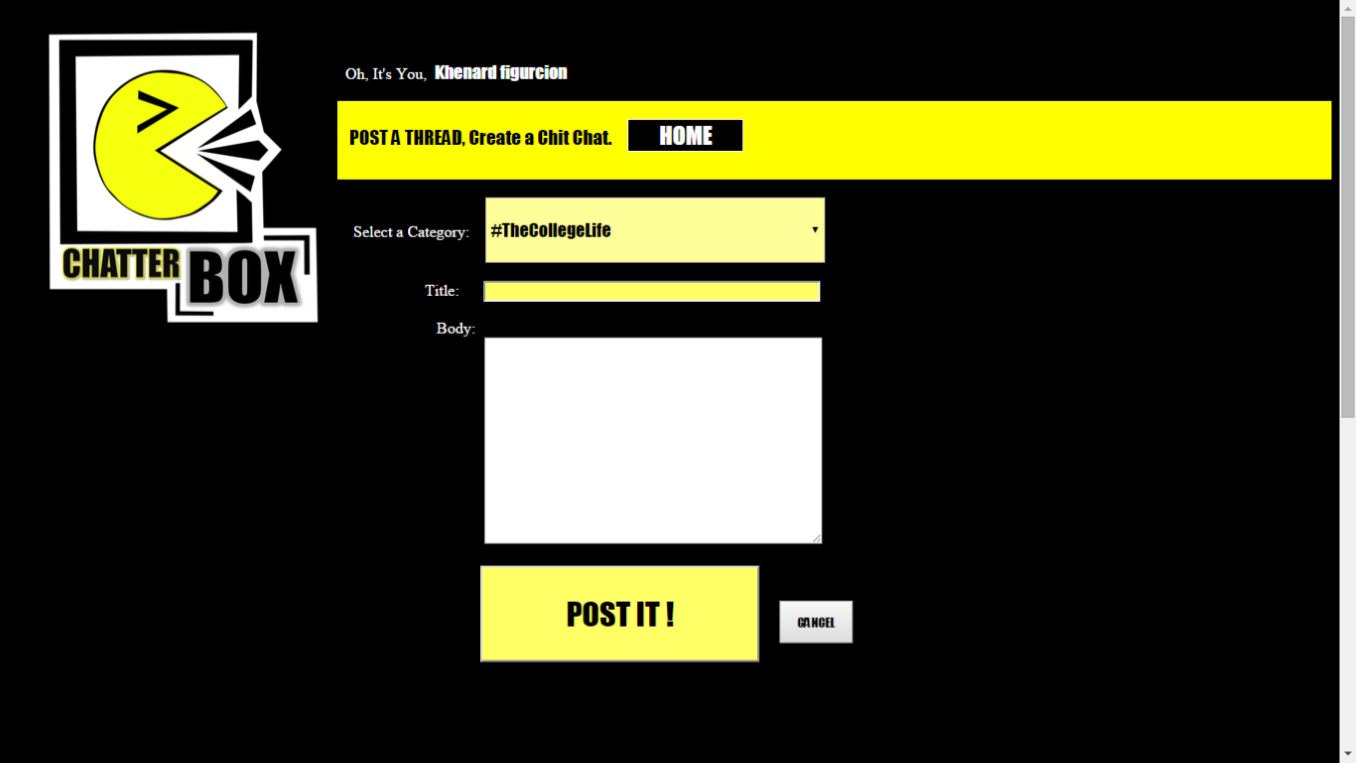 CHATTER
BOX
Oh, It's You, Khenard figurcion
POST A THREAD, Create a Chit Chat. HOME
Select a Category: #TheCollegeLife
Title:
Body:
POST IT !
CANCEL